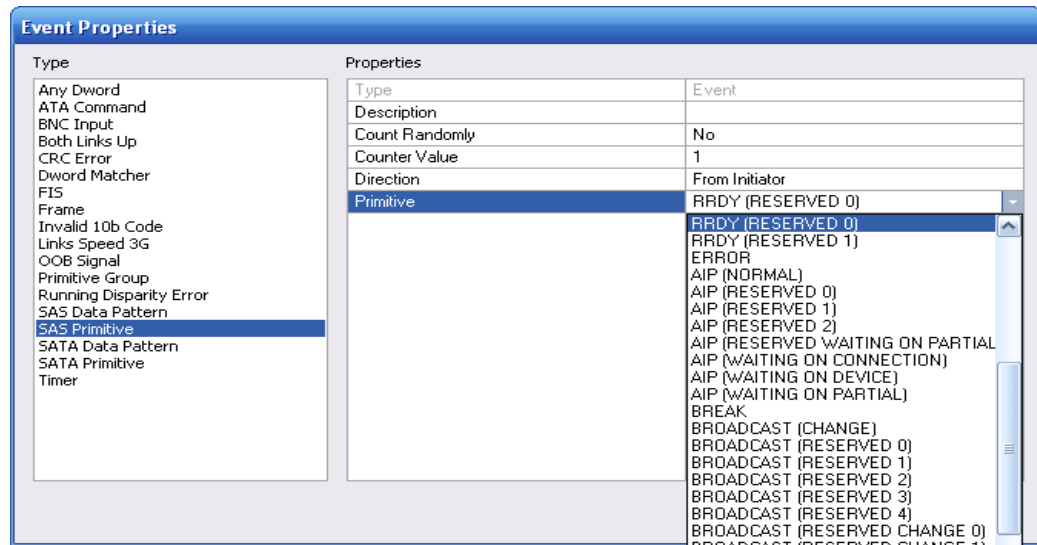 Event Properties
Type
Any Dword
ATA Command
BNC Input
Both Links Up
CRC Error
Dword Matcher
FIS
Frame
Invalid 10b Code
Links Speed 3G
OOB Signal
Primitive Group
Running Disparity Error
SAS Data Pattern
SAS Primitive
SATA Data Pattern
SATA Primitive
Timer
Properties
Type Event
Description
Count Randomly No
Counter Value 1
Direction From Initiator
Primitive RRDY (RESERVED 0)
RRDY (RESERVED 0)
RRDY (RESERVED 1)
ERROR
AIP (NORMAL)
AIP (RESERVED 0)
AIP (RESERVED 1)
AIP (RESERVED 2)
AIP (RESERVED WAITING ON PARTIAL
AIP (WAITING ON CONNECTION)
AIP (WAITING ON DEVICE)
AIP (WAITING ON PARTIAL)
BREAK
BROADCAST (CHANGE)
BROADCAST (RESERVED 0)
BROADCAST (RESERVED 1)
BROADCAST (RESERVED 2)
BROADCAST (RESERVED 3)
BROADCAST (RESERVED 4)
BROADCAST (RESERVED CHANGE 0)
BROADCAST (RESERVED CHANGE 1)